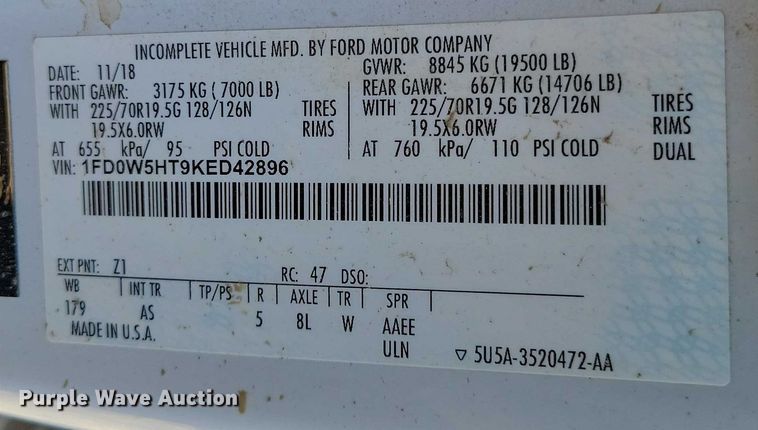 INCOMPLETE VEHICLE MFD. BY FORD MOTOR COMPANY
DATE: 11/18 GVWR: 8845 KG (19500 LB)
FRONT GAWR: 3175 KG ( 7000 LB) REAR GAWR: 6671 KG (14706 LB)
WITH 225/70R19.5G 128/126N TIRES WITH 225/70R19.5G 128/126N TIRES
19.5X6.0RW RIMS 19.5X6.0RW RIMS
AT 655 kPa/ 95 PSI COLD AT 760 kPa/ 110 PSI COLD DUAL
VIN: 1FD0W5HT9KED42896
EXT PNT: Z1 RC: 47 DSO:
WB INT TR TP/PS R AXLE TR SPR
179 AS 5 8L W AAEE
MADE IN U.S.A. ULN ▽ 5U5A-3520472-AA
Purple Wave Auction